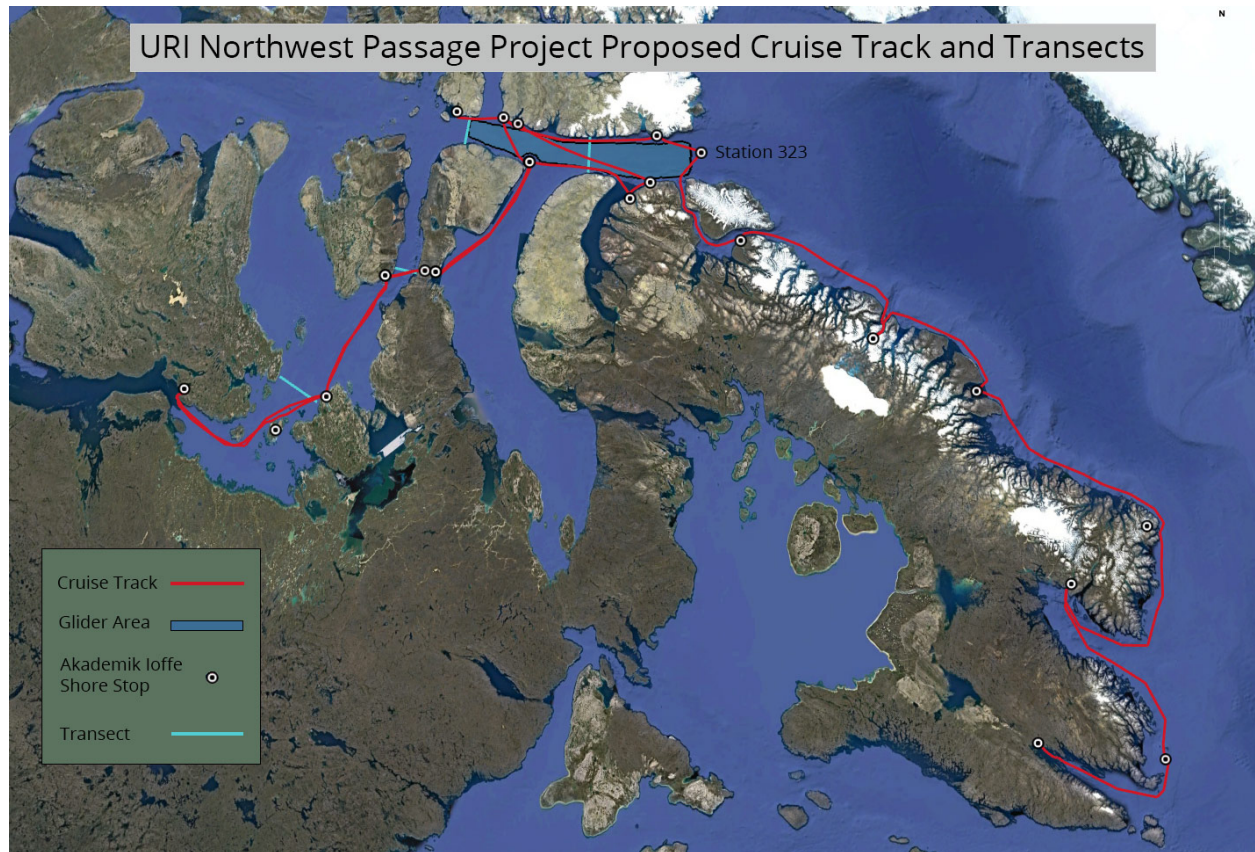 URI Northwest Passage Project Proposed Cruise Track and Transects
N
Station 323
Cruise Track
Glider Area
Akademik Ioffe
Shore Stop
Transect